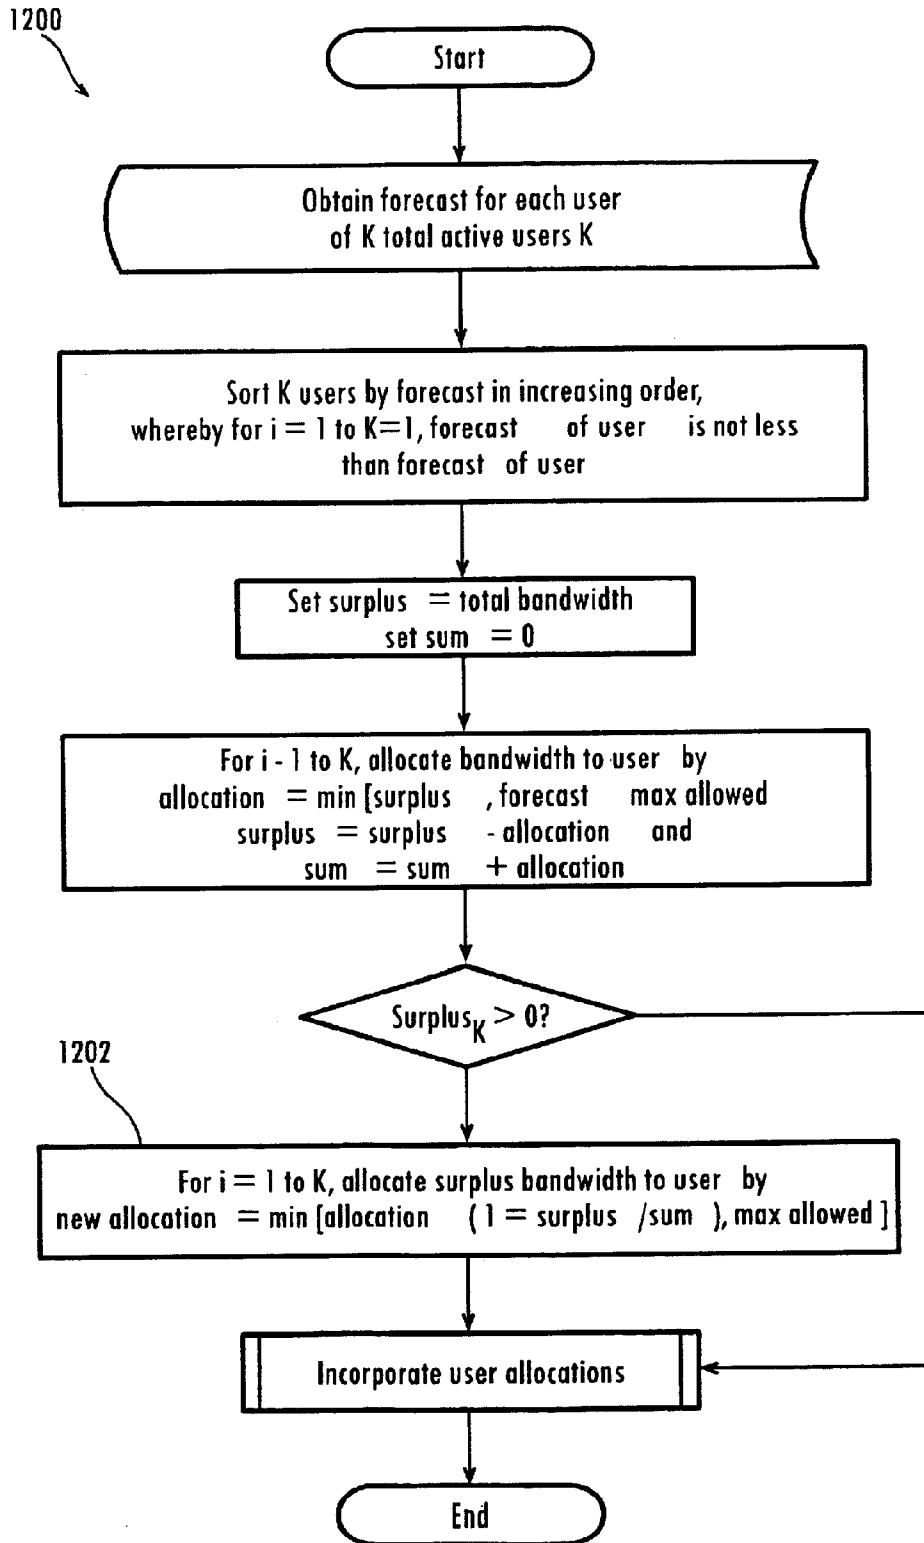 1200
Start
Obtain forecast for each user
of K total active users K
Sort K users by forecast in increasing order,
whereby for i = 1 to K=1, forecast of user is not less
than forecast of user
Set surplus = total bandwidth
set sum = 0
For i - 1 to K, allocate bandwidth to user by
allocation = min [surplus , forecast max allowed
surplus = surplus - allocation and
sum = sum + allocation
Surplus_K > 0?
1202
For i = 1 to K, allocate surplus bandwidth to user by
new allocation = min [allocation (1 = surplus /sum ), max allowed ]
Incorporate user allocations
End